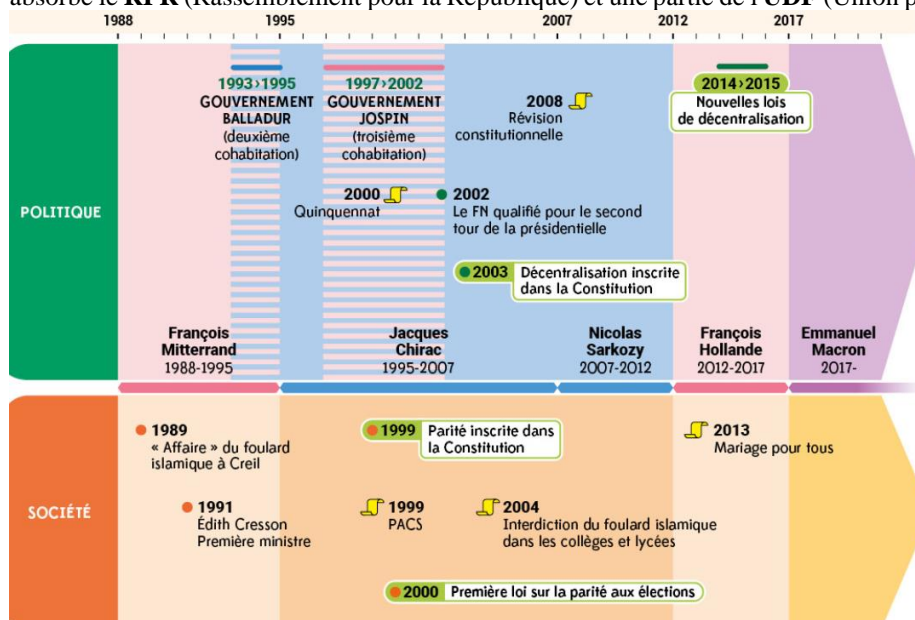 absorbe le RPR (Rassemblement pour la République) et une partie de l'UDF (Union p
1988 1995 2007 2012 2017
1993›1995
GOUVERNEMENT
BALLADUR
(deuxième
cohabitation)
1997›2002
GOUVERNEMENT
JOSPIN
(troisième
cohabitation)
2008
Révision
constitutionnelle
2014›2015
Nouvelles lois
de décentralisation
2000
Quinquennat
2002
Le FN qualifié pour le second
tour de la présidentielle
POLITIQUE
2003 Décentralisation inscrite
dans la Constitution
François
Mitterrand
1988-1995
Jacques
Chirac
1995-2007
Nicolas
Sarkozy
2007-2012
François
Hollande
2012-2017
Emmanuel
Macron
2017-
1989
« Affaire » du foulard
islamique à Creil
1999 Parité inscrite dans
la Constitution
2013
Mariage pour tous
SOCIÉTÉ
1991
Édith Cresson
Première ministre
1999
PACS
2004
Interdiction du foulard islamique
dans les collèges et lycées
2000 Première loi sur la parité aux élections